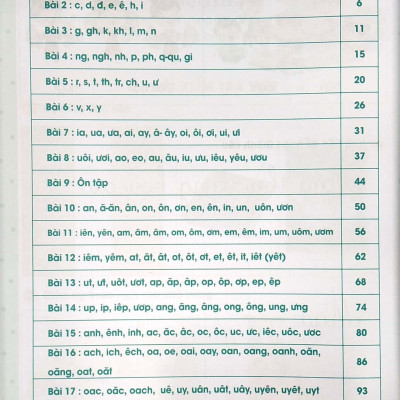 Bài 2 : c, d, đ, e, ê, h, i 6
Bài 3 : g, gh, k, kh, l, m, n 11
Bài 4 : ng, ngh, nh, p, ph, q-qu, gi 15
Bài 5 : r, s, t, th, tr, ch, u, ư 20
Bài 6 : v, x, y 26
Bài 7 : ia, ua, ưa, ai, ay, â- ây, oi, ôi, ơi, ui, ưi 31
Bài 8 : uôi, ươi, ao, eo, au, âu, iu, ưu, iêu, yêu, ươu 37
Bài 9 : Ôn tập 44
Bài 10 : an, ă-ăn, ân, on, ôn, ơn, en, ên, in, un, uôn, ươn 50
Bài 11 : iên, yên, am, ăm, âm, om, ôm, ơm, em, êm, im, um, uôm, ươm 56
Bài 12 : iêm, yêm, at, ăt, ât, ot, ôt, ơt, et, êt, it, iêt (yêt) 62
Bài 13 : ut, ưt, uôt, ươt, ap, ăp, âp, op, ôp, ơp, ep, êp 68
Bài 14 : up, ip, iêp, ươp, ang, ăng, âng, ong, ông, ung, ưng 74
Bài 15 : anh, ênh, inh, ac, ăc, âc, oc, ôc, uc, ưc, iêc, uôc, ươc 80
Bài 16 : ach, ich, êch, oa, oe, oai, oay, oan, oang, oanh, oăn,
oăng, oat, oăt 86
Bài 17 : oac, oăc, oach, uê, uy, uân, uât, uây, uyên, uyêt, uyt 93